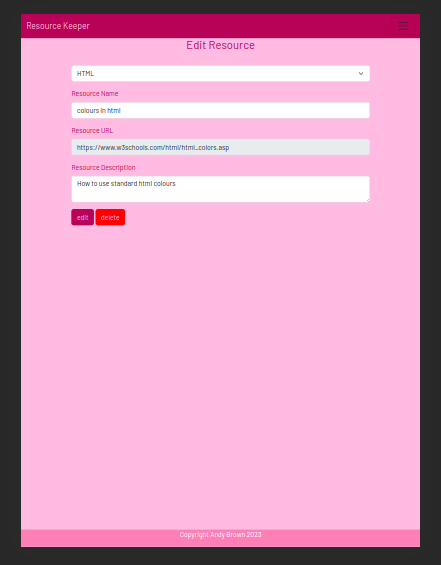 Resource Keeper
Edit Resource
HTML
Resource Name
colours in html
Resource URL
https://www.w3schools.com/html/html_colors.asp
Resource Description
How to use standard html colours
edit delete
Copyright Andy Brown 2023